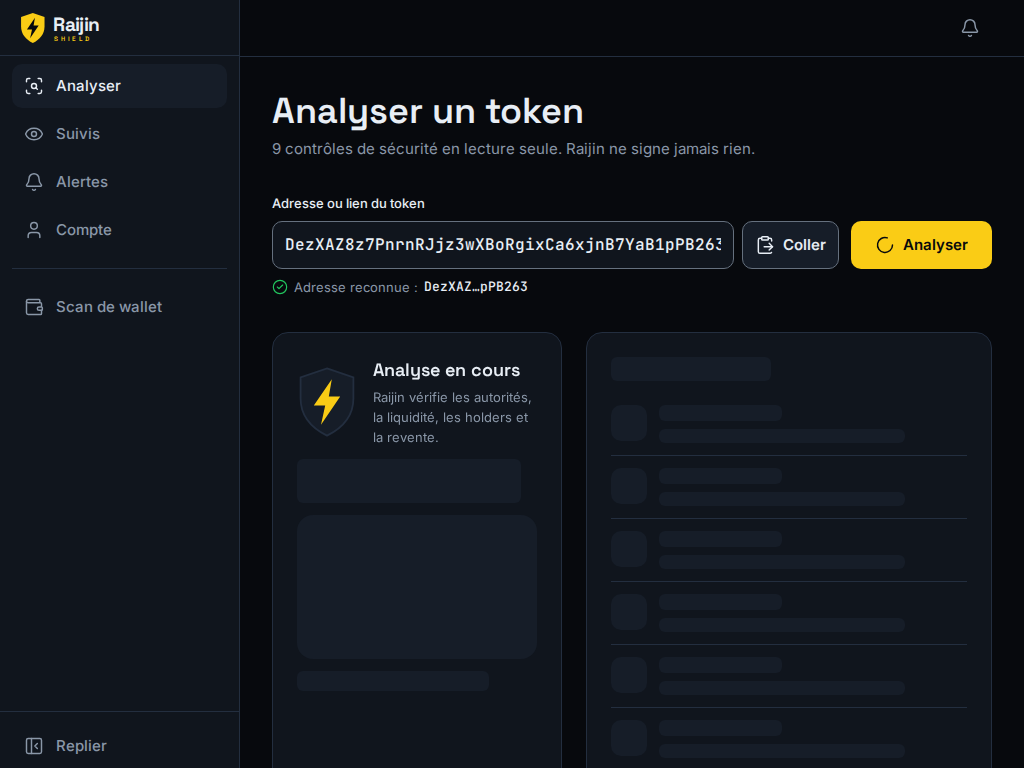 Raijin
SHIELD
Analyser
Suivis
Alertes
Compte
Scan de wallet
Replier
Analyser un token
9 contrôles de sécurité en lecture seule. Raijin ne signe jamais rien.
Adresse ou lien du token
DezXAZ8z7PnrnRJjz3wXBoRgixCa6xjnB7YaB1pPB263
Coller
Analyser
Adresse reconnue : DezXAZ…pPB263
Analyse en cours
Raijin vérifie les autorités,
la liquidité, les holders et
la revente.